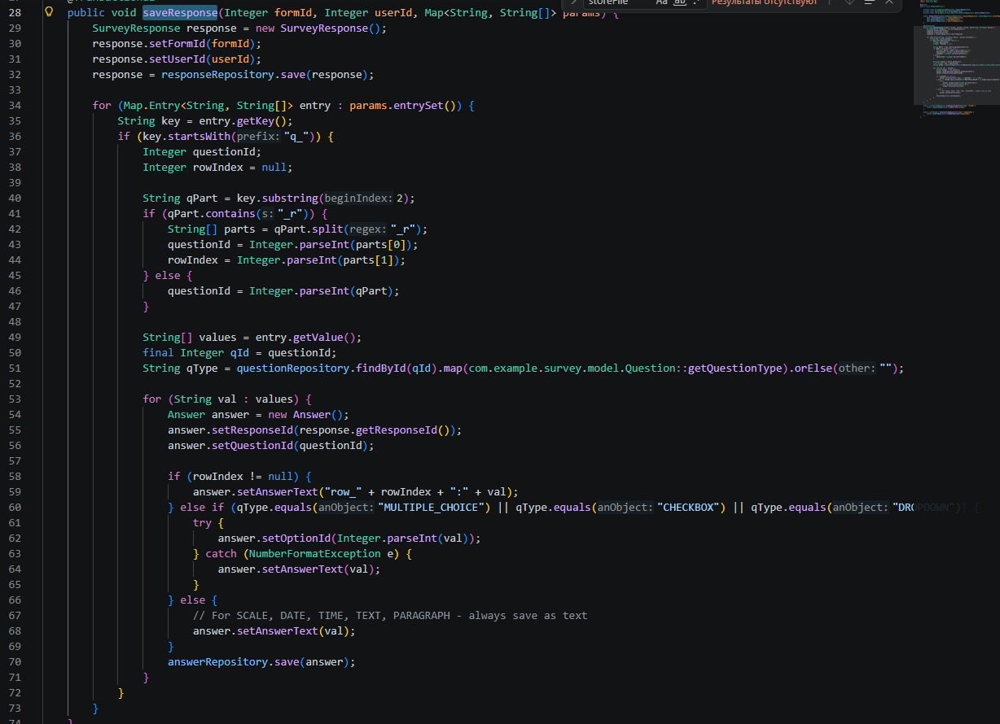 storeFile Aa ab .* Результаты отсутствуют
28 public void saveResponse(Integer formId, Integer userId, Map<String, String[]> params) {
29 SurveyResponse response = new SurveyResponse();
30 response.setFormId(formId);
31 response.setUserId(userId);
32 response = responseRepository.save(response);
33
34 for (Map.Entry<String, String[]> entry : params.entrySet()) {
35 String key = entry.getKey();
36 if (key.startsWith(prefix: "q_")) {
37 Integer questionId;
38 Integer rowIndex = null;
39
40 String qPart = key.substring(beginIndex: 2);
41 if (qPart.contains(s: "_r")) {
42 String[] parts = qPart.split(regex: "_r");
43 questionId = Integer.parseInt(parts[0]);
44 rowIndex = Integer.parseInt(parts[1]);
45 } else {
46 questionId = Integer.parseInt(qPart);
47 }
48
49 String[] values = entry.getValue();
50 final Integer qId = questionId;
51 String qType = questionRepository.findById(qId).map(com.example.survey.model.Question::getQuestionType).orElse(other: "");
52
53 for (String val : values) {
54 Answer answer = new Answer();
55 answer.setResponseId(response.getResponseId());
56 answer.setQuestionId(questionId);
57
58 if (rowIndex != null) {
59 answer.setAnswerText("row_" + rowIndex + ":" + val);
60 } else if (qType.equals(anObject: "MULTIPLE_CHOICE") || qType.equals(anObject: "CHECKBOX") || qType.equals(anObject: "DROPDOWN")) {
61 try {
62 answer.setOptionId(Integer.parseInt(val));
63 } catch (NumberFormatException e) {
64 answer.setAnswerText(val);
65 }
66 } else {
67 // For SCALE, DATE, TIME, TEXT, PARAGRAPH - always save as text
68 answer.setAnswerText(val);
69 }
70 answerRepository.save(answer);
71 }
72 }
73 }
74 }